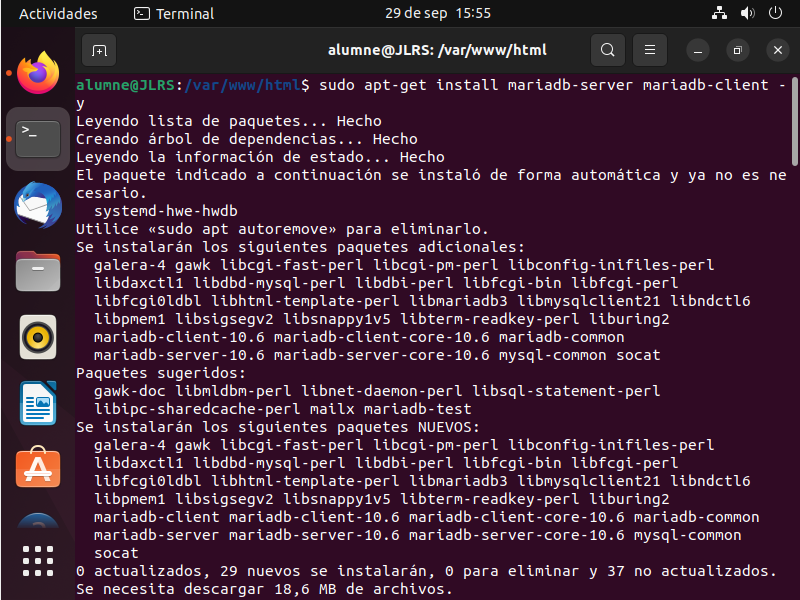 Actividades
Terminal
29 de sep 15:55
alumne@JLRS: /var/www/html
alumne@JLRS:/var/www/html$ sudo apt-get install mariadb-server mariadb-client -
y
Leyendo lista de paquetes... Hecho
Creando árbol de dependencias... Hecho
Leyendo la información de estado... Hecho
El paquete indicado a continuación se instaló de forma automática y ya no es ne
cesario.
  systemd-hwe-hwdb
Utilice «sudo apt autoremove» para eliminarlo.
Se instalarán los siguientes paquetes adicionales:
  galera-4 gawk libcgi-fast-perl libcgi-pm-perl libconfig-inifiles-perl
  libdaxctl1 libdbd-mysql-perl libdbi-perl libfcgi-bin libfcgi-perl
  libfcgi0ldbl libhtml-template-perl libmariadb3 libmysqlclient21 libndctl6
  libpmem1 libsigsegv2 libsnappy1v5 libterm-readkey-perl liburing2
  mariadb-client-10.6 mariadb-client-core-10.6 mariadb-common
  mariadb-server-10.6 mariadb-server-core-10.6 mysql-common socat
Paquetes sugeridos:
  gawk-doc libmldbm-perl libnet-daemon-perl libsql-statement-perl
  libipc-sharedcache-perl mailx mariadb-test
Se instalarán los siguientes paquetes NUEVOS:
  galera-4 gawk libcgi-fast-perl libcgi-pm-perl libconfig-inifiles-perl
  libdaxctl1 libdbd-mysql-perl libdbi-perl libfcgi-bin libfcgi-perl
  libfcgi0ldbl libhtml-template-perl libmariadb3 libmysqlclient21 libndctl6
  libpmem1 libsigsegv2 libsnappy1v5 libterm-readkey-perl liburing2
  mariadb-client mariadb-client-10.6 mariadb-client-core-10.6 mariadb-common
  mariadb-server mariadb-server-10.6 mariadb-server-core-10.6 mysql-common
  socat
0 actualizados, 29 nuevos se instalarán, 0 para eliminar y 37 no actualizados.
Se necesita descargar 18,6 MB de archivos.